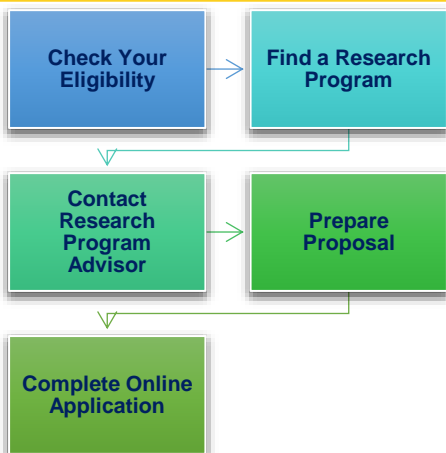 Check Your
Eligibility
Find a Research
Program
Contact
Research
Program
Advisor
Prepare
Proposal
Complete Online
Application